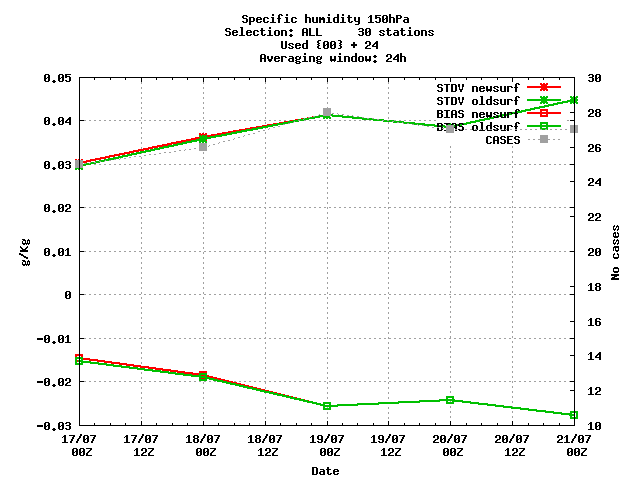 Specific humidity 150hPa
Selection: ALL 30 stations
Used {00} + 24
Averaging window: 24h
STDV newsurf
STDV oldsurf
BIAS newsurf
BIAS oldsurf
CASES
0.05
0.04
0.03
0.02
0.01
0
-0.01
-0.02
-0.03
g/Kg
30
28
26
24
22
20
18
16
14
12
10
No cases
17/07 17/07 18/07 18/07 19/07 19/07 20/07 20/07 21/07
00Z 12Z 00Z 12Z 00Z 12Z 00Z 12Z 00Z
Date